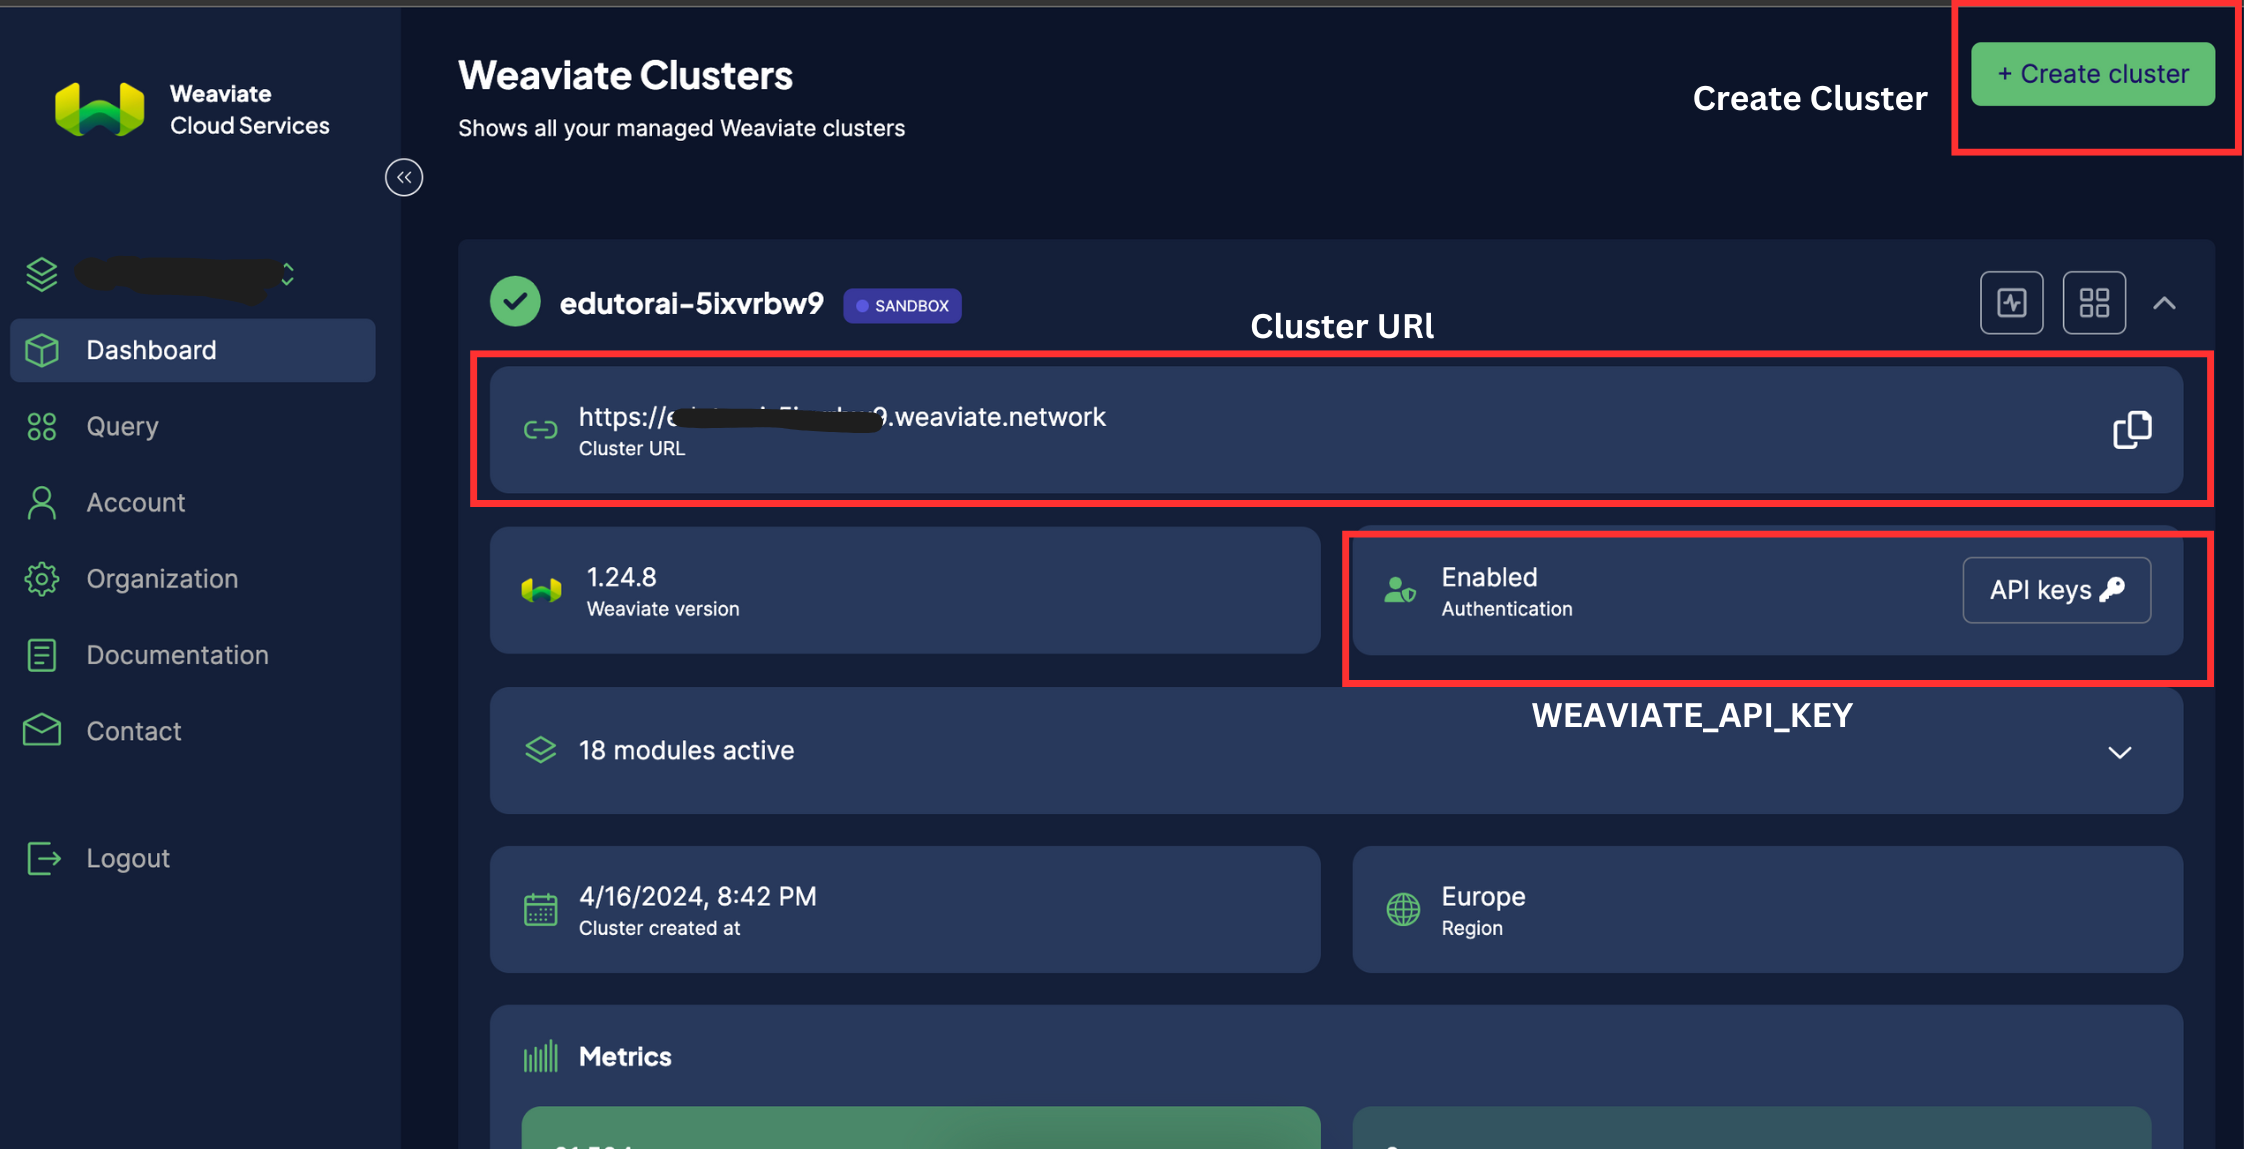 Weaviate
Cloud Services
Dashboard
Query
Account
Organization
Documentation
Contact
Logout
Weaviate Clusters
Shows all your managed Weaviate clusters
Create Cluster
+ Create cluster
edutorai-5ixvrbw9
SANDBOX
Cluster URl
https://e 9.weaviate.network
Cluster URL
1.24.8
Weaviate version
Enabled
Authentication
API keys
WEAVIATE_API_KEY
18 modules active
4/16/2024, 8:42 PM
Cluster created at
Europe
Region
Metrics